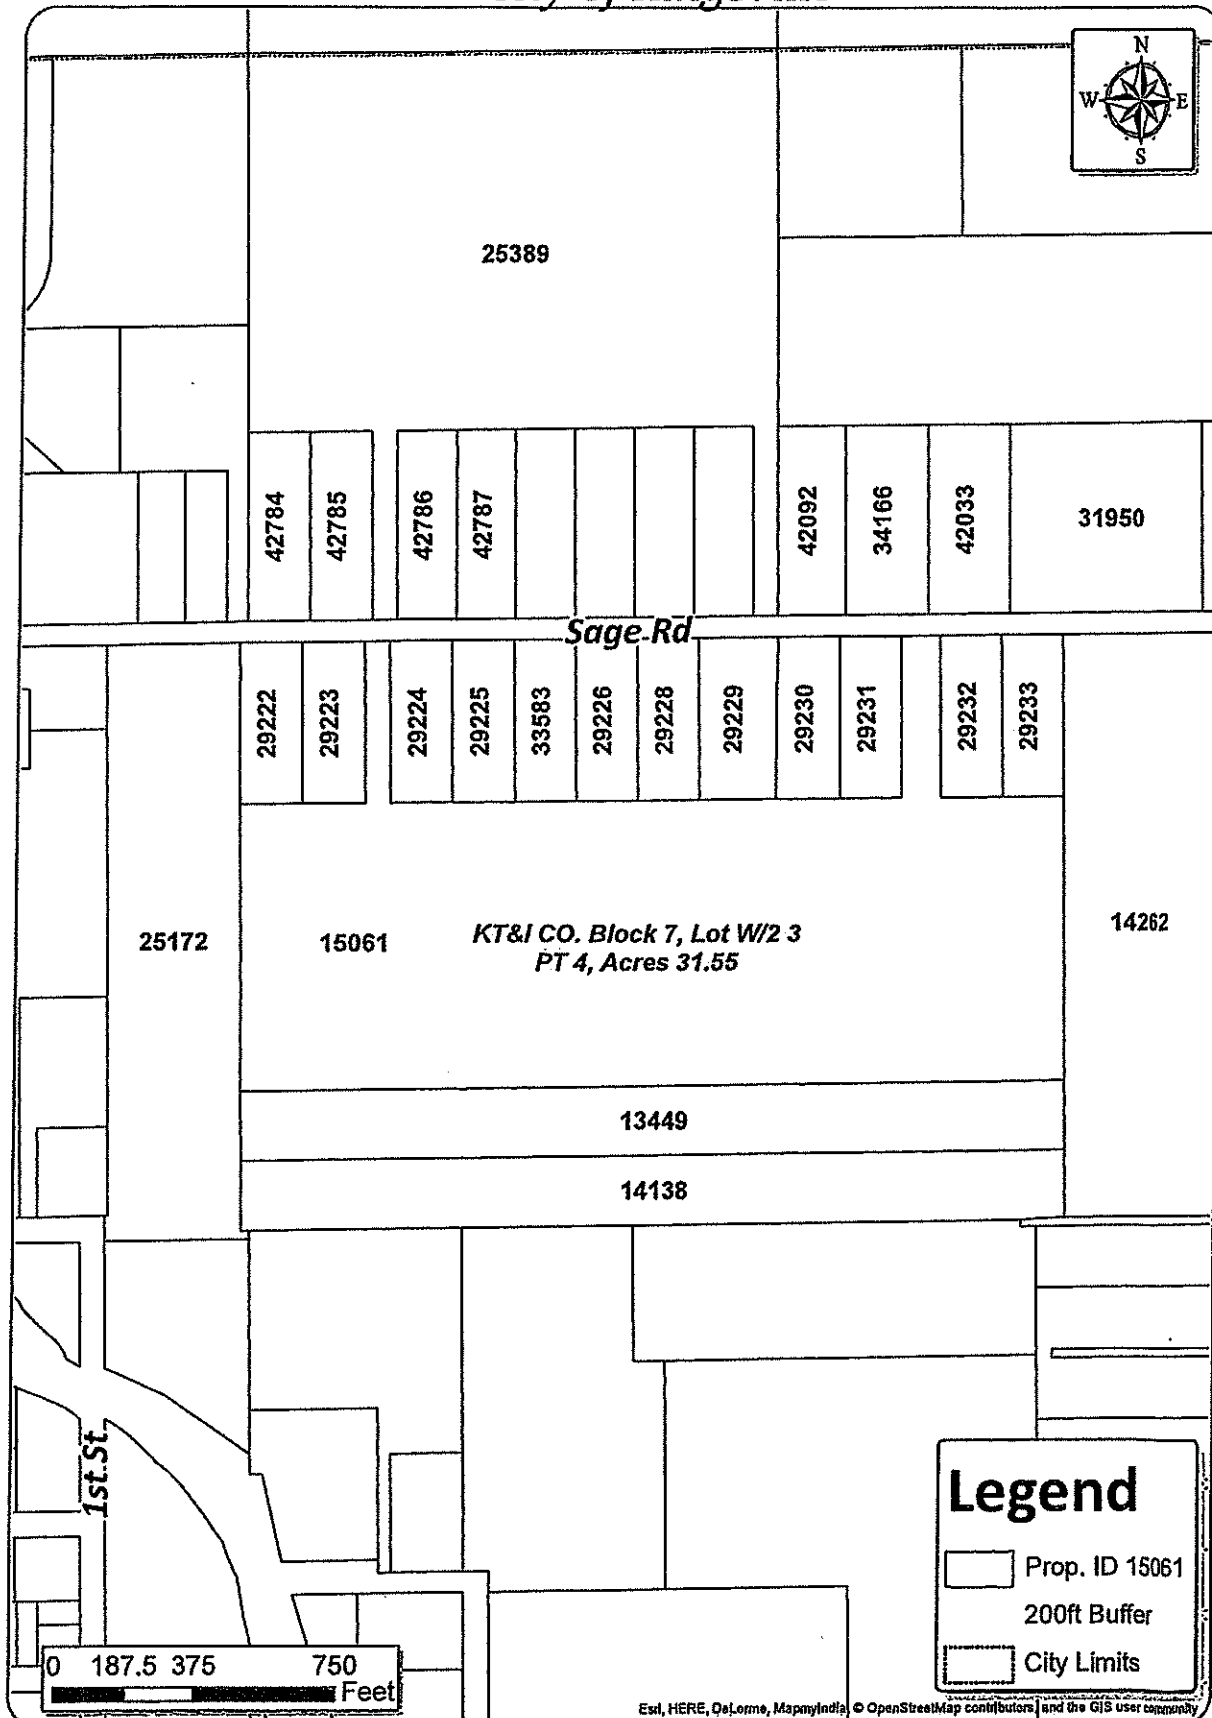 N
W E
S
25389
42784
42785
42786
42787
42092
34166
42033
31950
Sage Rd
29222
29223
29224
29225
33583
29226
29228
29229
29230
29231
29232
29233
25172
15061
KT&I CO. Block 7, Lot W/2 3
PT 4, Acres 31.55
14262
13449
14138
1st St
Legend
Prop. ID 15061
200ft Buffer
City Limits
0 187.5 375 750
Feet
Esri, HERE, DeLorme, MapmyIndia, © OpenStreetMap contributors, and the GIS user community